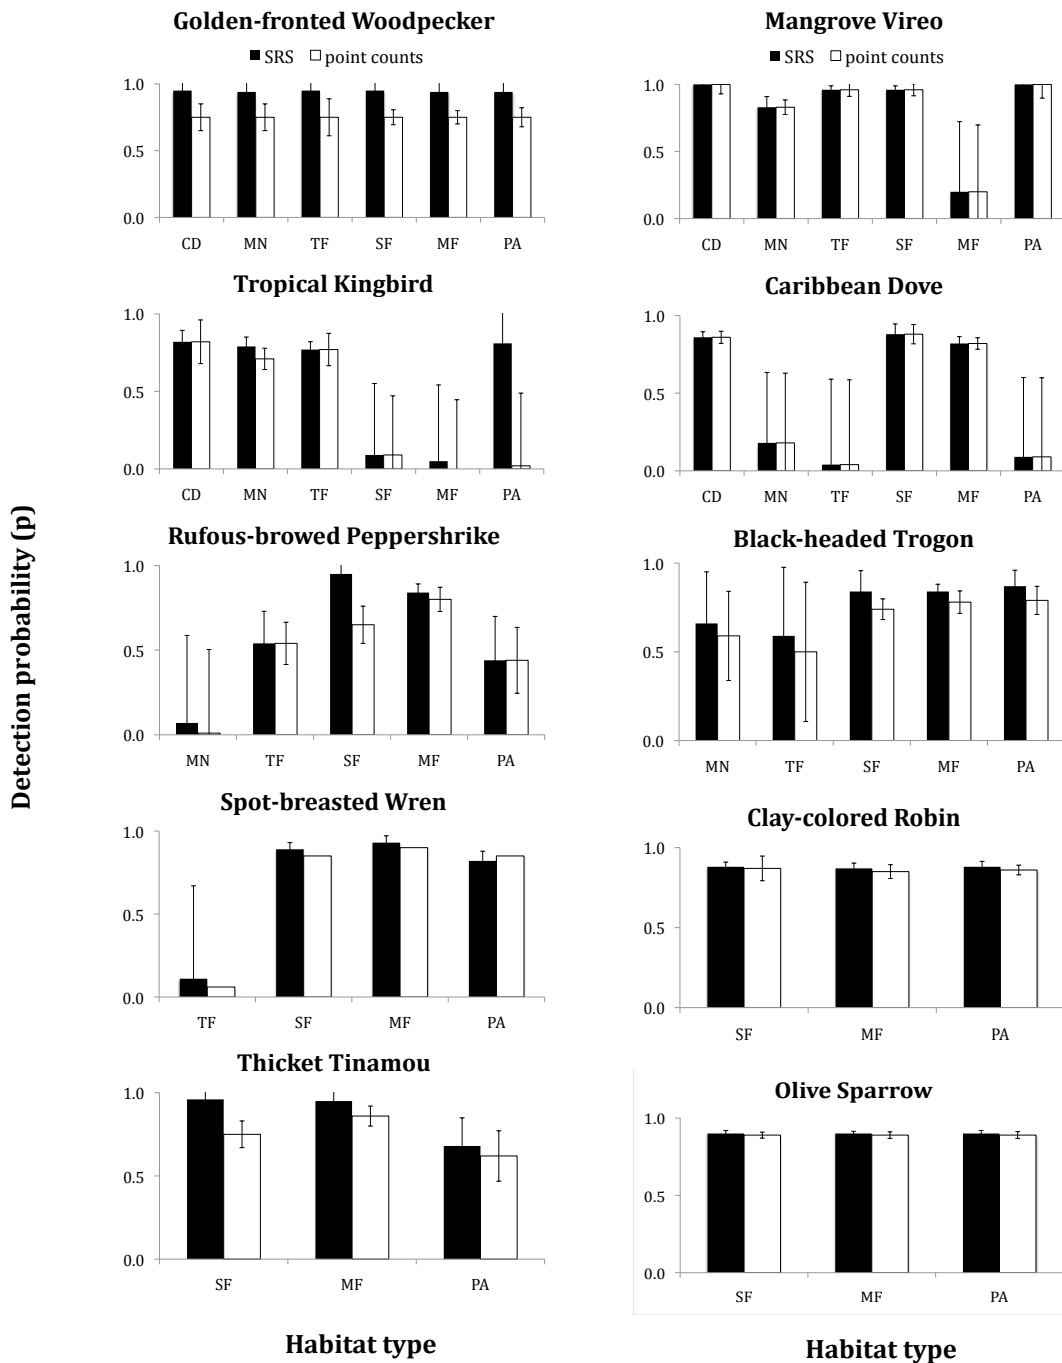 Golden-fronted Woodpecker
SRS point counts
1.0
0.5
0.0
CD MN TF SF MF PA
Mangrove Vireo
SRS point counts
1.0
0.5
0.0
CD MN TF SF MF PA
Tropical Kingbird
1.0
0.5
0.0
CD MN TF SF MF PA
Caribbean Dove
1.0
0.5
0.0
CD MN TF SF MF PA
Detection probability (p)
Rufous-browed Peppershrike
1.0
0.5
0.0
MN TF SF MF PA
Black-headed Trogon
1.0
0.5
0.0
MN TF SF MF PA
Spot-breasted Wren
1.0
0.5
0.0
TF SF MF PA
Clay-colored Robin
1.0
0.5
0.0
SF MF PA
Thicket Tinamou
1.0
0.5
0.0
SF MF PA
Olive Sparrow
1.0
0.5
0.0
SF MF PA
Habitat type
Habitat type